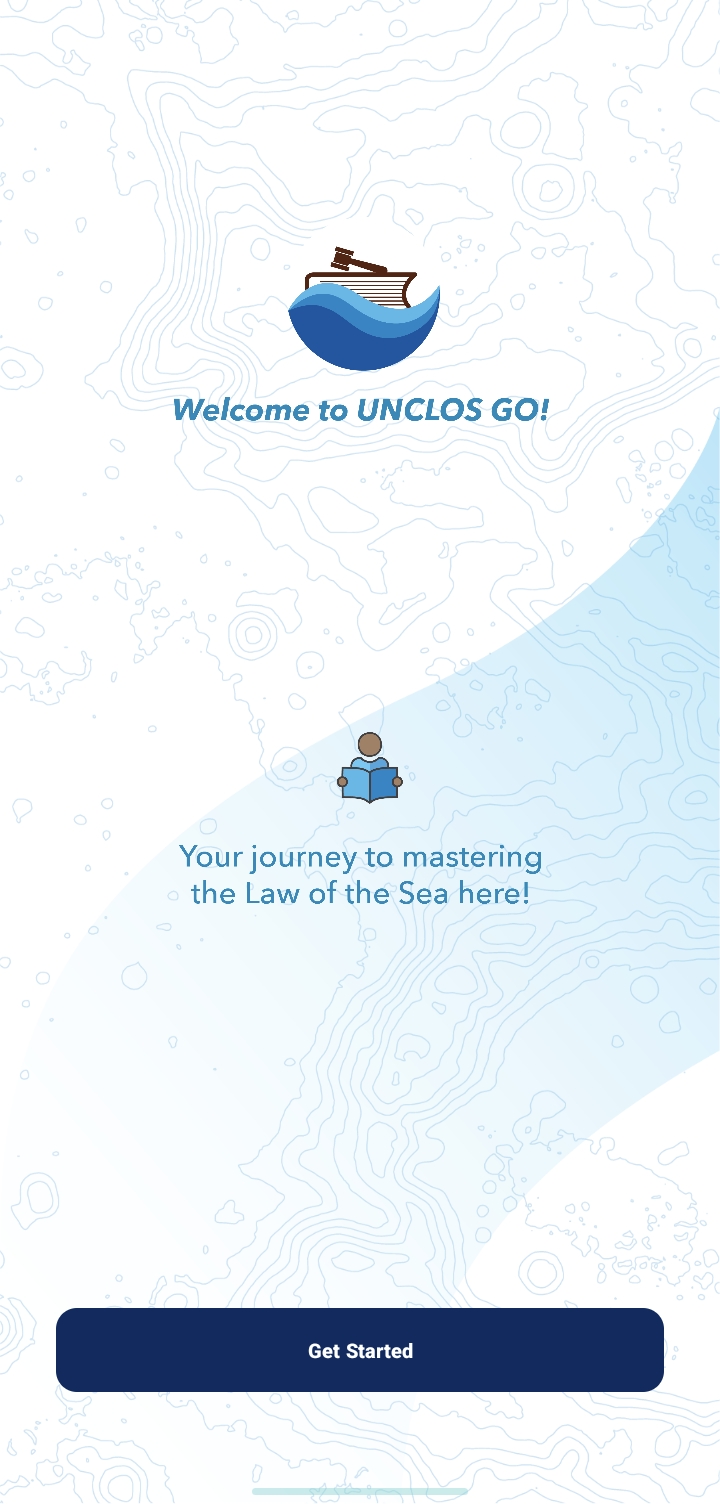 Welcome to UNCLOS GO!
Your journey to mastering
the Law of the Sea here!
Get Started